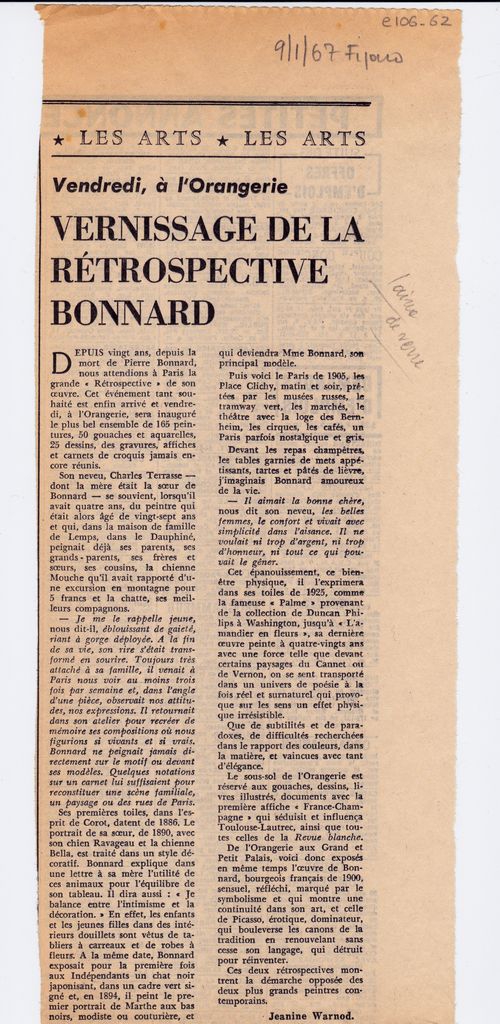 e106-62
9/1/67 Figaro
★ LES ARTS ★ LES ARTS
Vendredi, à l'Orangerie
VERNISSAGE DE LA
RÉTROSPECTIVE
BONNARD
de verre
DEPUIS vingt ans, depuis la
mort de Pierre Bonnard,
nous attendions à Paris la
grande « Rétrospective » de son
œuvre. Cet événement tant sou-
haité est enfin arrivé et vendre-
di, à l'Orangerie, sera inauguré
le plus bel ensemble de 165 pein-
tures, 50 gouaches et aquarelles,
25 dessins, des gravures, affiches
et carnets de croquis jamais en-
core réunis.
Son neveu, Charles Terrasse —
dont la mère était la sœur de
Bonnard — se souvient, lorsqu'il
avait quatre ans, du peintre qui
était alors âgé de vingt-sept ans
et qui, dans la maison de famille
de Lemps, dans le Dauphiné,
peignait déjà ses parents, ses
grands-parents, ses frères et
sœurs, ses cousins, la chienne
Mouche qu'il avait rapporté d'u-
ne excursion en montagne pour
5 francs et la chatte, ses meil-
leurs compagnons.
— Je me le rappelle jeune,
nous dit-il, éblouissant de gaieté,
riant à gorge déployée. A la fin
de sa vie, son rire s'était trans-
formé en sourire. Toujours très
attaché à sa famille, il venait à
Paris nous voir au moins trois
fois par semaine et, dans l'angle
d'une pièce, observait nos attitu-
des, nos expressions. Il retournait
dans son atelier pour recréer de
mémoire ses compositions où nous
figurions si vivants et si vrais.
Bonnard ne peignait jamais di-
rectement sur le motif ou devant
ses modèles. Quelques notations
sur un carnet lui suffisaient pour
reconstituer une scène familiale,
un paysage ou des rues de Paris.
Ses premières toiles, dans l'es-
prit de Corot, datent de 1886. Le
portrait de sa sœur, de 1890, avec
son chien Ravageau et la chienne
Bella, est traité dans un style dé-
coratif. Bonnard explique dans
une lettre à sa mère l'utilité de
ces animaux pour l'équilibre de
son tableau. Il dira aussi : « Je
balance entre l'intimisme et la
décoration. » En effet, les enfants
et les jeunes filles dans des inté-
rieurs douillets sont vêtus de ta-
bliers à carreaux et de robes à
fleurs. A la même date, Bonnard
exposait pour la première fois
aux Indépendants un chat noir
japonisant, dans un cadre vert si-
gné et, en 1894, il peint le pre-
mier portrait de Marthe aux bas
noirs, modiste ou couturière, et
qui deviendra Mme Bonnard, son
principal modèle.
Puis voici le Paris de 1905, les
Place Clichy, matin et soir, prê-
tées par les musées russes, le
tramway vert, les marchés, le
théâtre avec la loge des Bern-
heim, les cirques, les cafés, un
Paris parfois nostalgique et gris.
Devant les repas champêtres,
les tables garnies de mets appé-
tissants, tartes et pâtés de lièvre,
j'imaginais Bonnard amoureux
de la vie.
— Il aimait la bonne chère,
nous dit son neveu, les belles
femmes, le confort et vivait avec
simplicité dans l'aisance. Il ne
voulait ni trop d'argent, ni trop
d'honneur, ni tout ce qui pou-
vait le gêner.
Cet épanouissement, ce bien-
être physique, il l'exprimera
dans ses toiles de 1925, comme
la fameuse « Palme » provenant
de la collection de Duncan Phi-
lips à Washington, jusqu'à « L'a-
mandier en fleurs », sa dernière
œuvre peinte à quatre-vingts ans
avec une force telle que devant
certains paysages du Cannet ou
de Vernon, on se sent transporté
dans un univers de poésie à la
fois réel et surnaturel qui provo-
que sur les sens un effet physi-
que irrésistible.
Que de subtilités et de para-
doxes, de difficultés recherchées
dans le rapport des couleurs, dans
la matière, et vaincues avec tant
d'élégance.
Le sous-sol de l'Orangerie est
réservé aux gouaches, dessins, li-
vres illustrés, documents avec la
première affiche « France-Cham-
pagne » qui séduisit et influença
Toulouse-Lautrec, ainsi que tou-
tes celles de la Revue blanche.
De l'Orangerie aux Grand et
Petit Palais, voici donc exposés
en même temps l'œuvre de Bon-
nard, bourgeois français de 1900,
sensuel, réfléchi, marqué par le
symbolisme et qui montre une
continuité dans son art, et celle
de Picasso, érotique, dominateur,
qui bouleverse les canons de la
tradition en renouvelant sans
cesse son langage, qui détruit
pour réinventer.
Ces deux rétrospectives mon-
trent la démarche opposée des
deux plus grands peintres con-
temporains.
Jeanine Warnod.